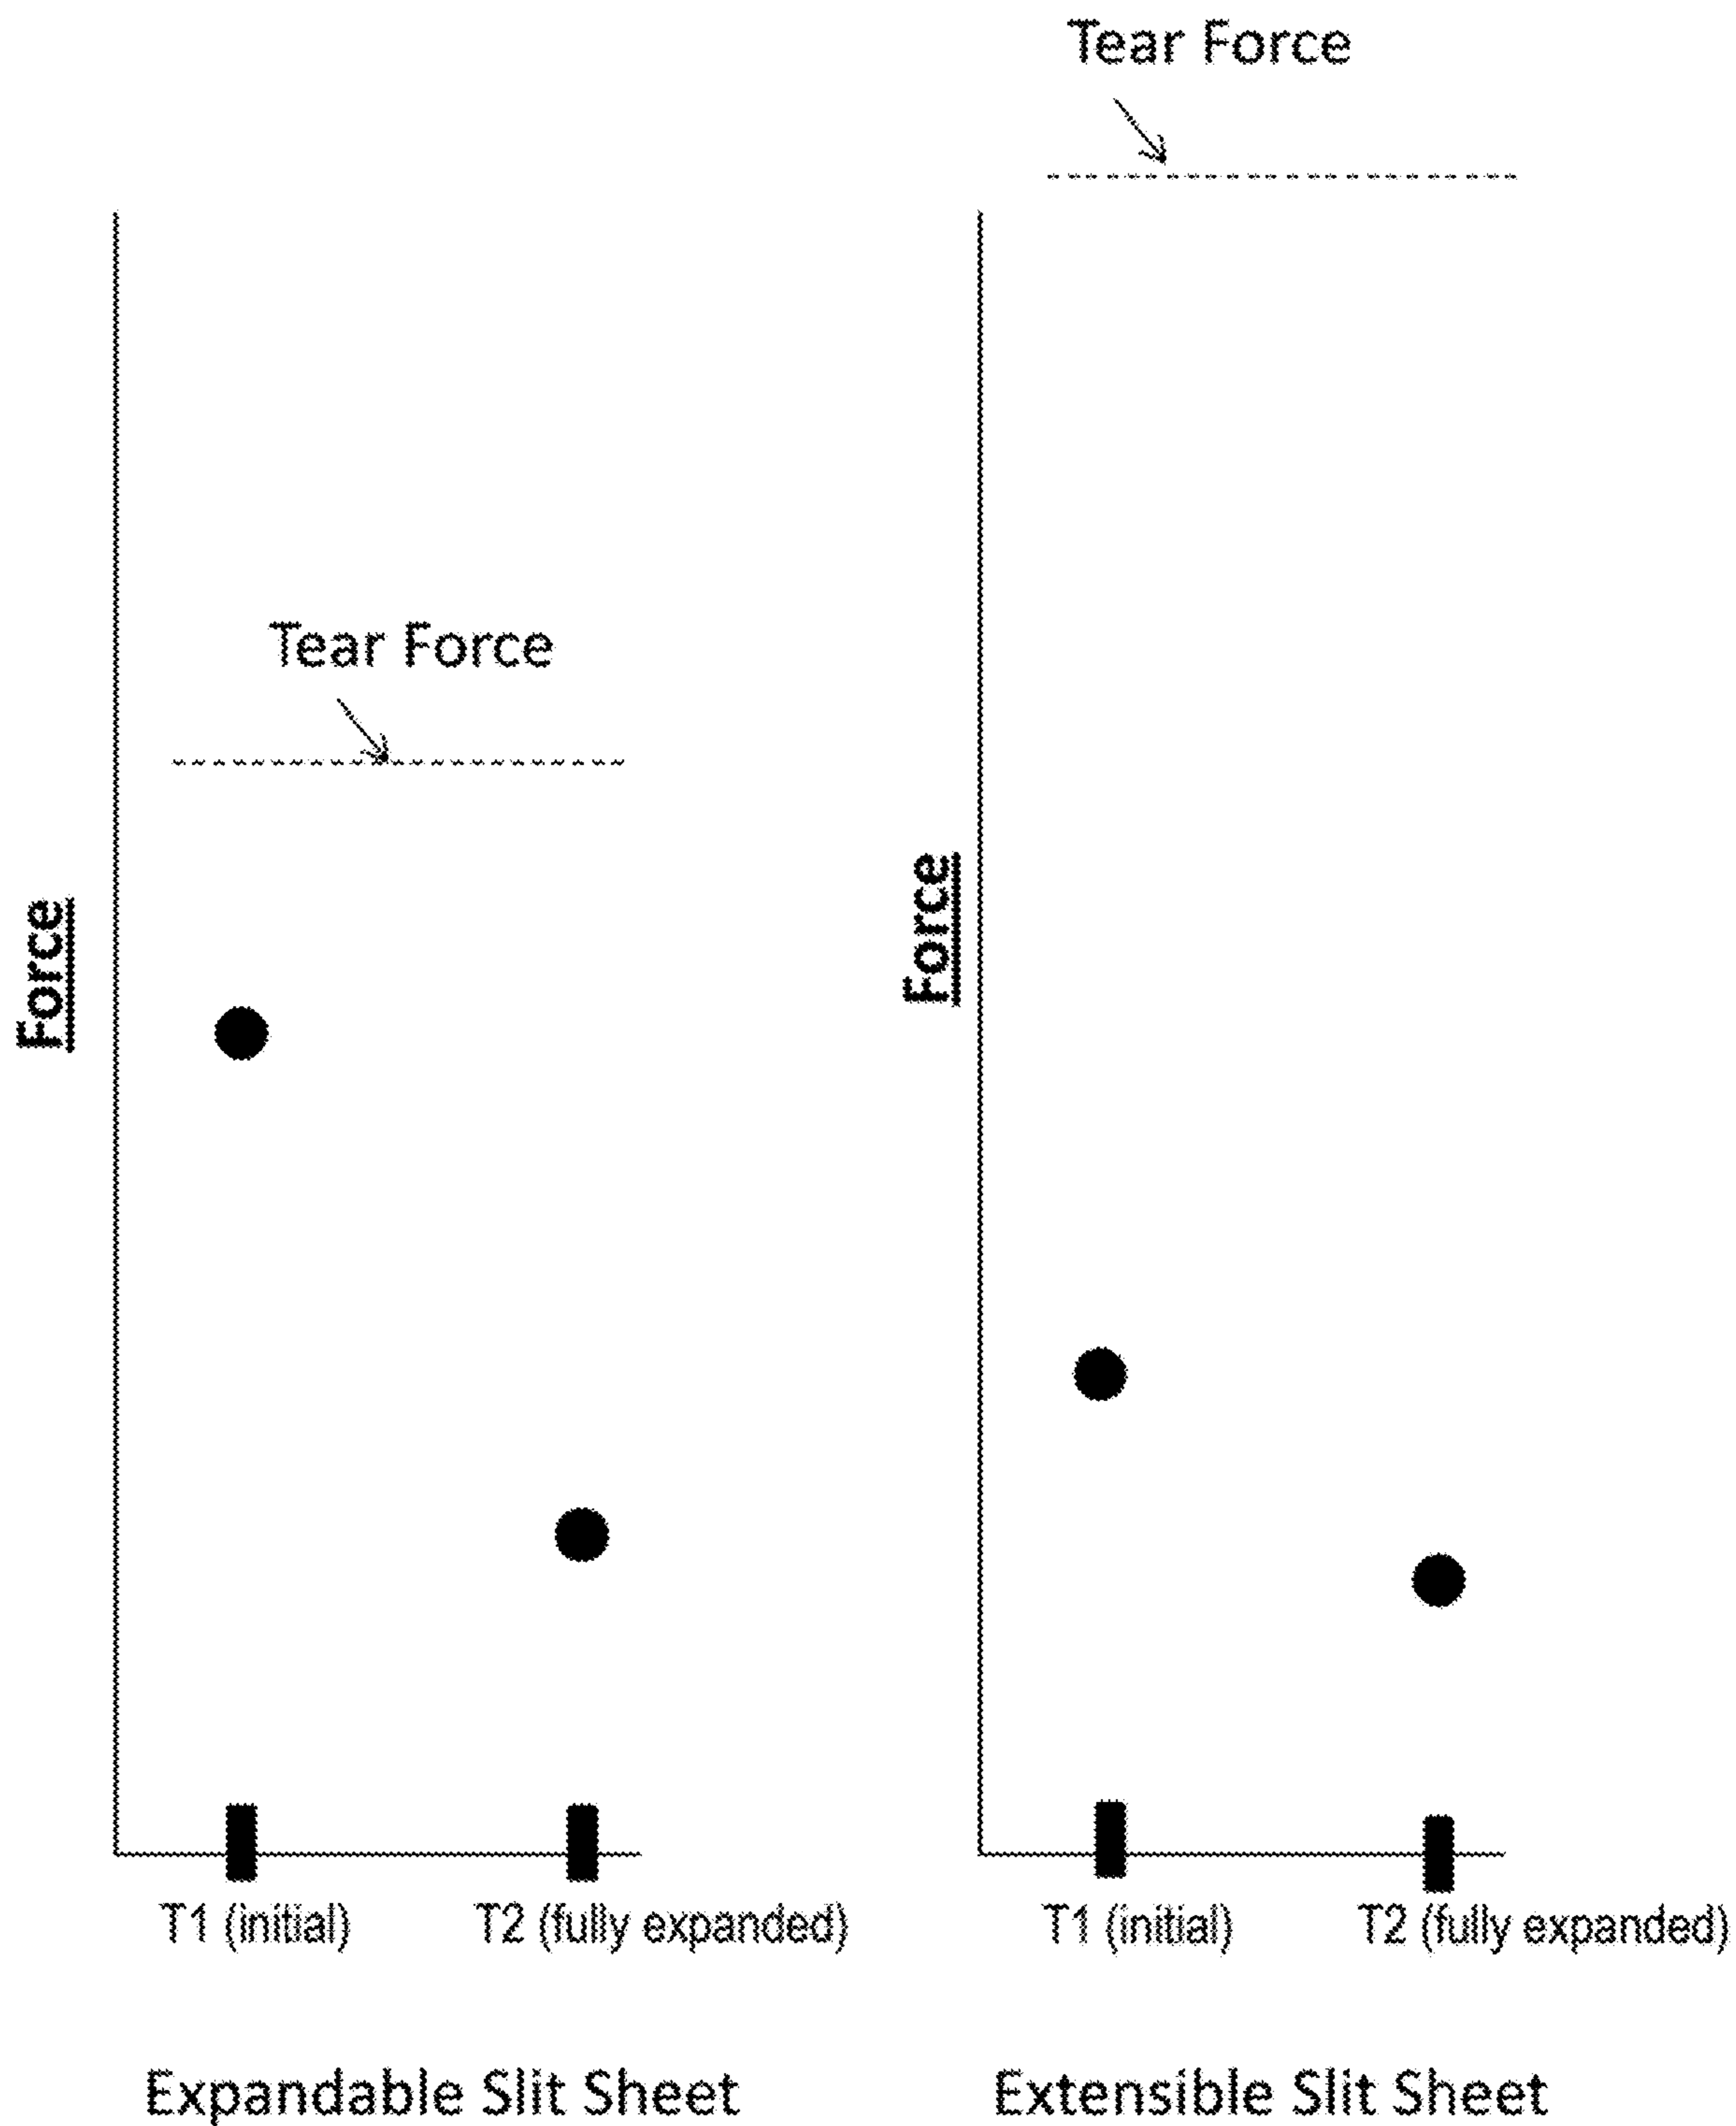 Tear Force
Tear Force
Force
Force
T1 (initial)
T2 (fully expanded)
T1 (initial)
T2 (fully expanded)
Expandable Slit Sheet
Extensible Slit Sheet